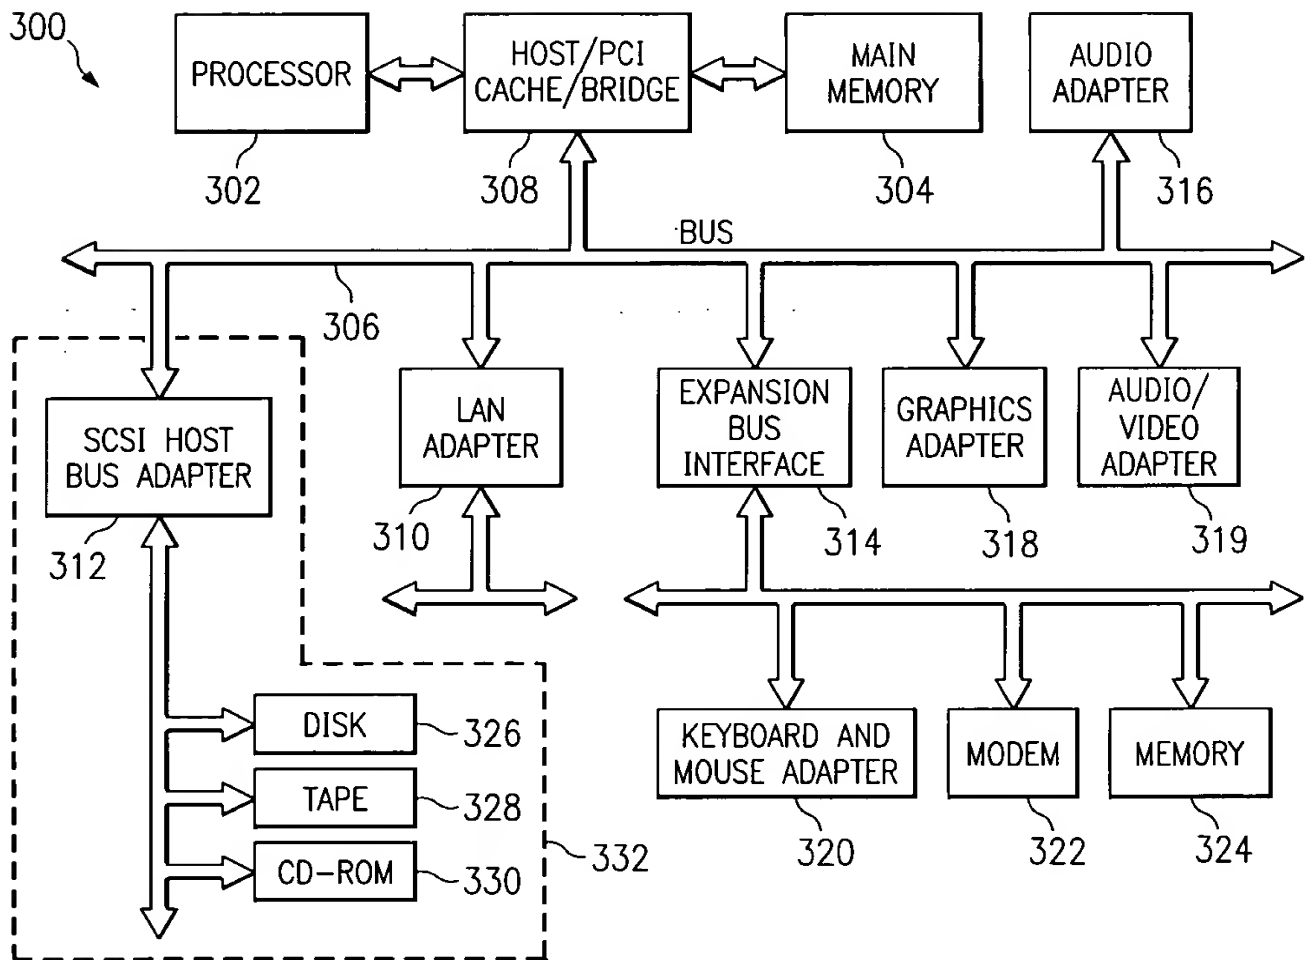 300
PROCESSOR
302
HOST/PCI
CACHE/BRIDGE
308
MAIN
MEMORY
304
AUDIO
ADAPTER
316
BUS
306
SCSI HOST
BUS ADAPTER
312
LAN
ADAPTER
310
EXPANSION
BUS
INTERFACE
314
GRAPHICS
ADAPTER
318
AUDIO/
VIDEO
ADAPTER
319
DISK
326
TAPE
328
CD-ROM
330
332
KEYBOARD AND
MOUSE ADAPTER
320
MODEM
322
MEMORY
324